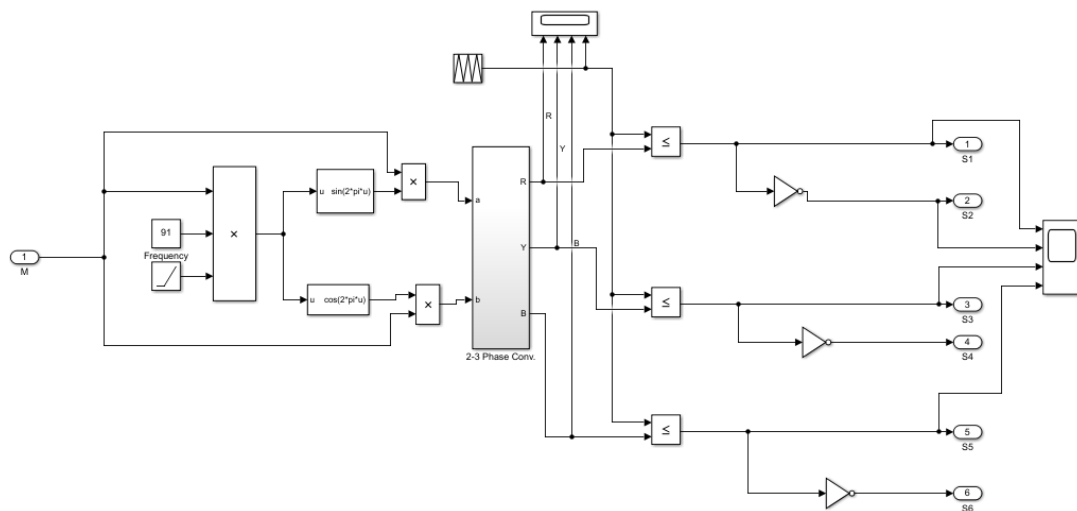 R
Y
B
1
M
91
Frequency
×
u sin(2*pi*u)
u cos(2*pi*u)
×
×
a
b
R
Y
B
2-3 Phase Conv.
≤
≤
≤
1
S1
2
S2
3
S3
4
S4
5
S5
6
S6